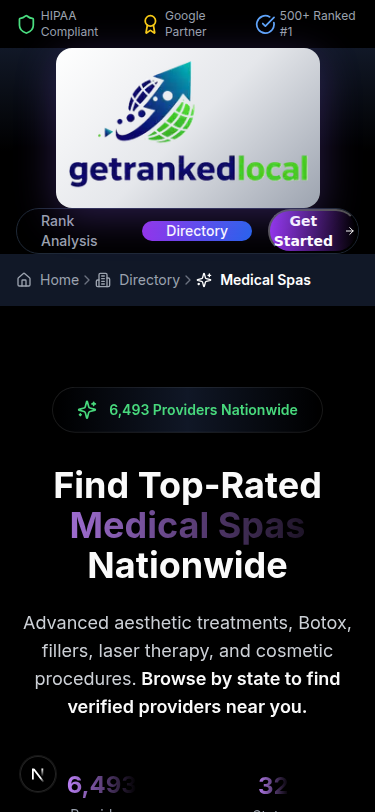 HIPAA
Compliant
Google
Partner
500+ Ranked
#1
getrankedlocal
Rank
Analysis
Directory
Get
Started
Home
Directory
Medical Spas
6,493 Providers Nationwide
Find Top-Rated
Medical Spas
Nationwide
Advanced aesthetic treatments, Botox,
fillers, laser therapy, and cosmetic
procedures. Browse by state to find
verified providers near you.
N
6,493
32